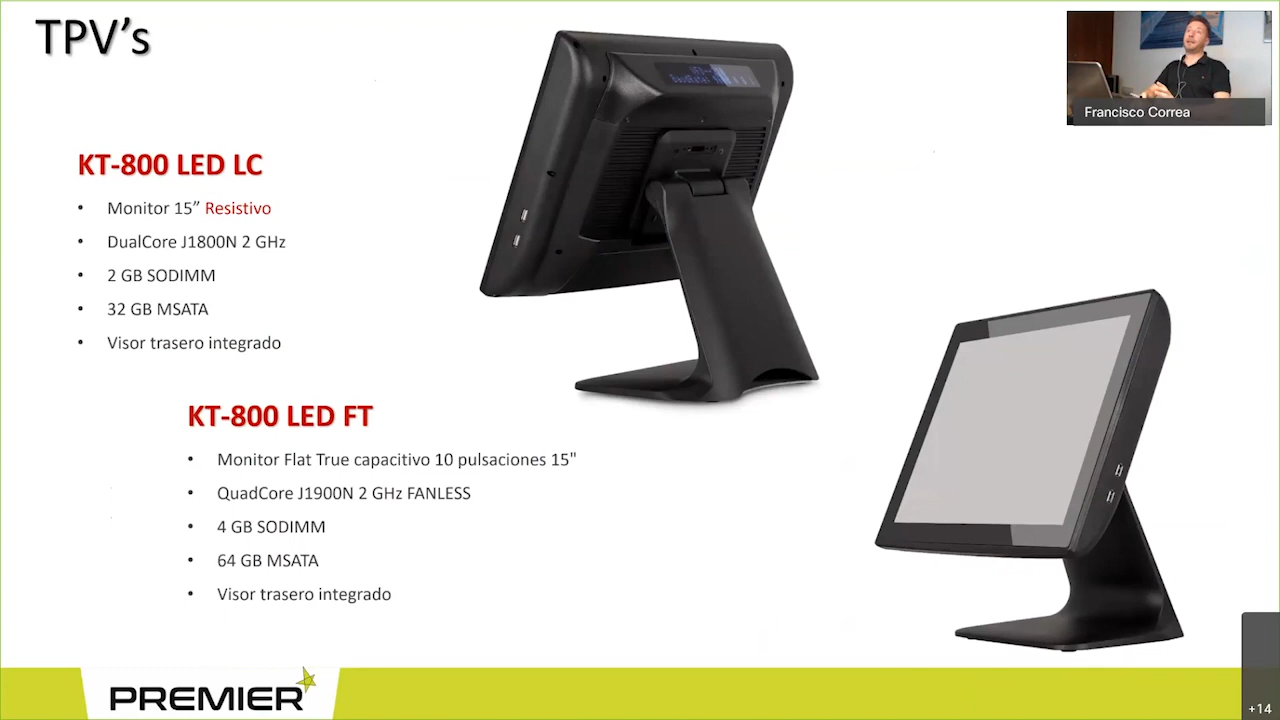 TPV’s
Francisco Correa
KT-800 LED LC
• Monitor 15” Resistivo
• DualCore J1800N 2 GHz
• 2 GB SODIMM
• 32 GB MSATA
• Visor trasero integrado
KT-800 LED FT
• Monitor Flat True capacitivo 10 pulsaciones 15"
• QuadCore J1900N 2 GHz FANLESS
• 4 GB SODIMM
• 64 GB MSATA
• Visor trasero integrado
PREMIER
+14